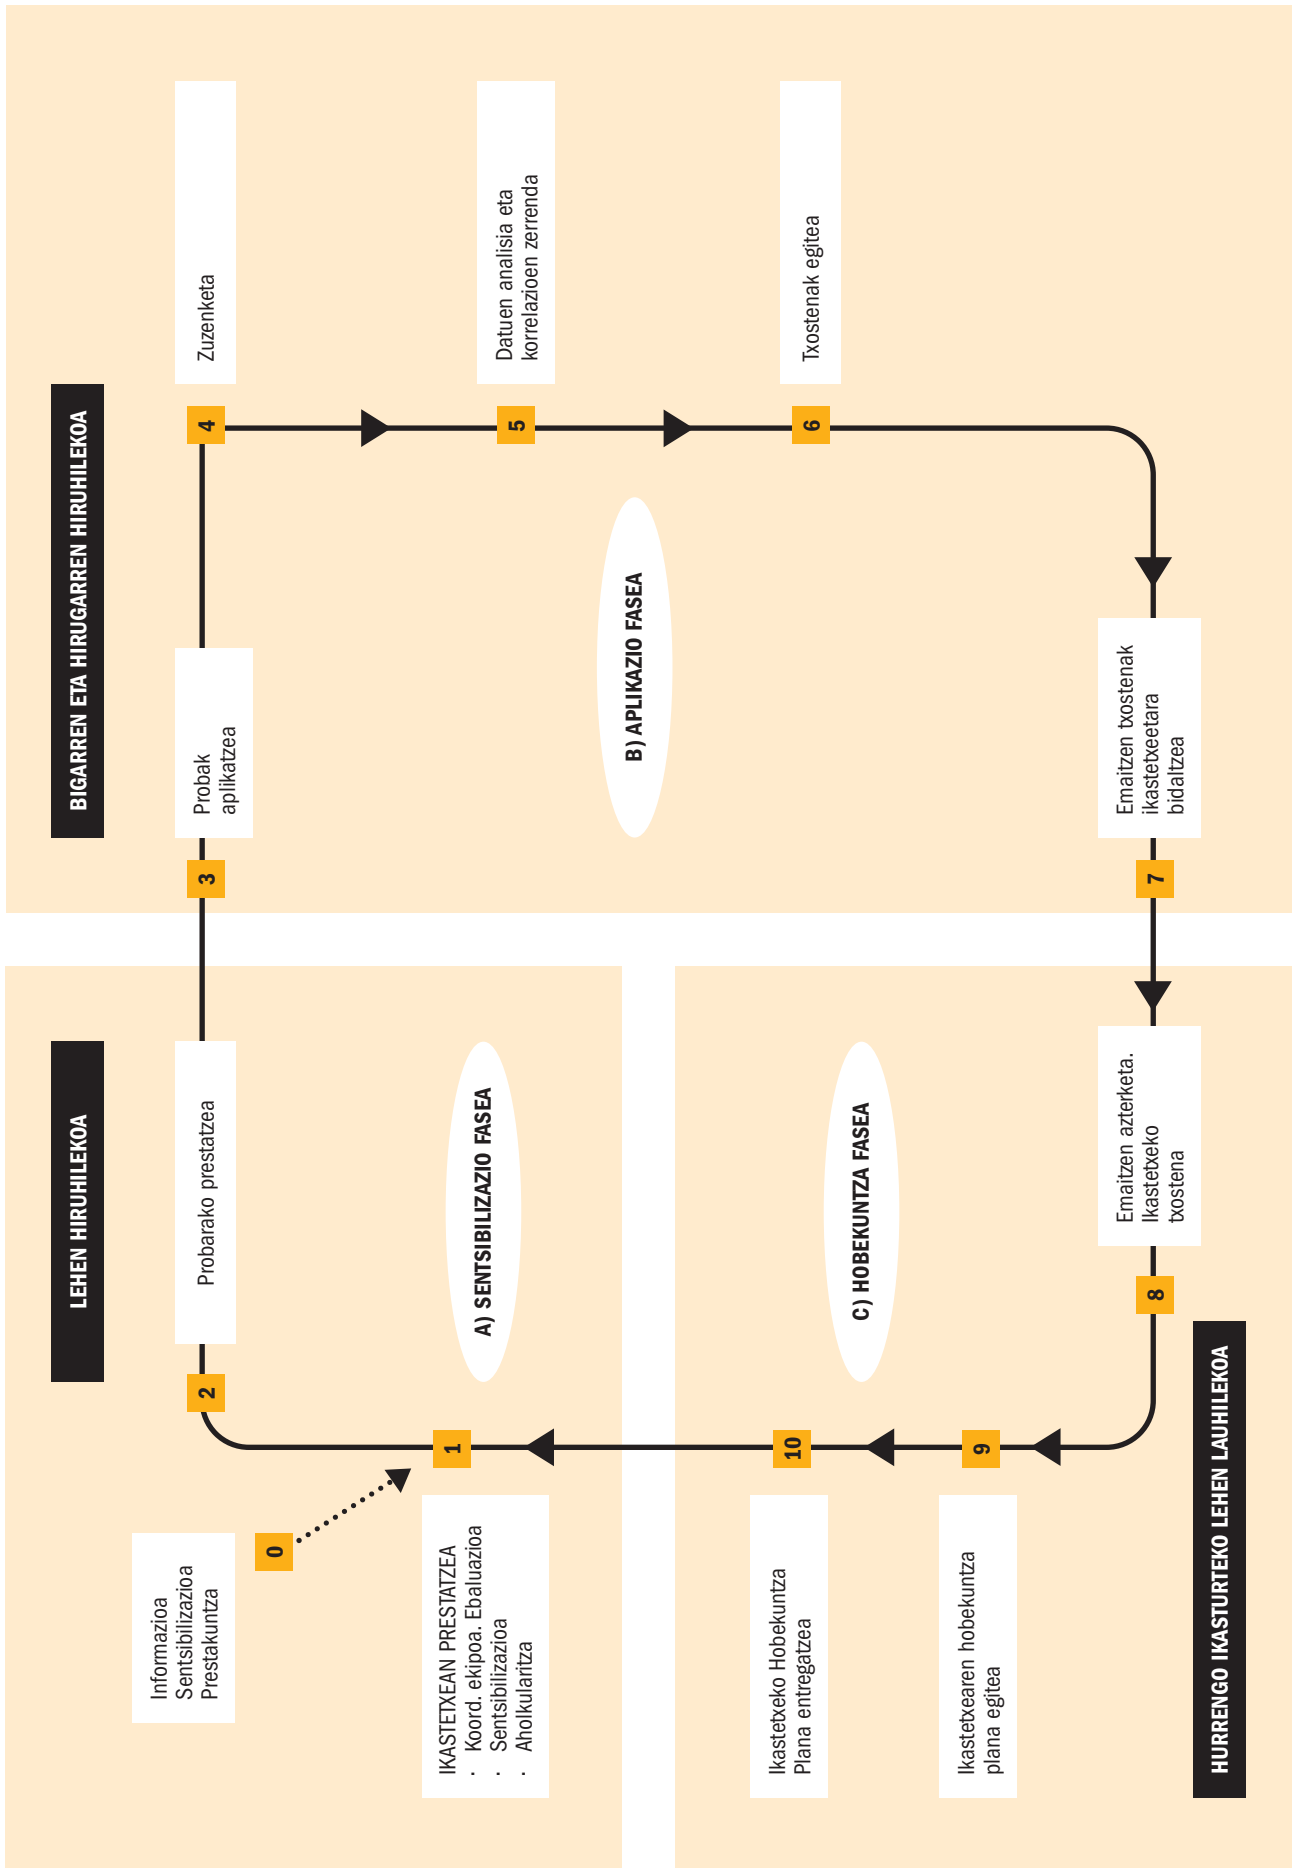 LEHEN HIRUHILEKOA
BIGARREN ETA HIRUGARREN HIRUHILEKOA
Informazioa
Sentsibilizazioa
Prestakuntza
0
IKASTETXEAN PRESTATZEA
· Koord. ekipoa. Ebaluazioa
· Sentsibilizazioa
· Aholkularitza
1
2
Probarako prestatzea
A) SENTSIBILIZAZIO FASEA
3
Probak
aplikatzea
4
Zuzenketa
5
Datuen analisia eta
korrelazioen zerrenda
6
Txostenak egitea
B) APLIKAZIO FASEA
7
Emaitzen txostenak
ikastetxeetara
bidaltzea
8
Emaitzen azterketa.
Ikastetxeko
txostena
C) HOBEKUNTZA FASEA
9
Ikastetxearen hobekuntza
plana egitea
10
Ikastetxeko Hobekuntza
Plana entregatzea
HURRENGO IKASTURTEKO LEHEN LAUHILEKOA